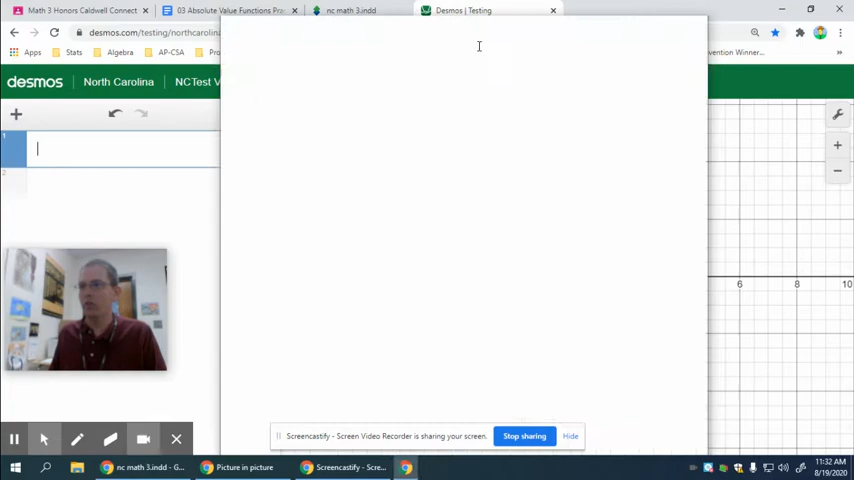 Math 3 Honors Caldwell Connect
03 Absolute Value Functions Pra
nc math 3.indd
Desmos | Testing
desmos.com/testing/northcarolina
Apps
Stats
Algebra
AP-CSA
vention Winner...
desmos
North Carolina
NCTest V
1
2
6
8
10
Screencastify - Screen Video Recorder is sharing your screen.
Stop sharing
Hide
nc math 3.indd - G...
Picture in picture
Screencastify - Scre...
11:32 AM
8/19/2020